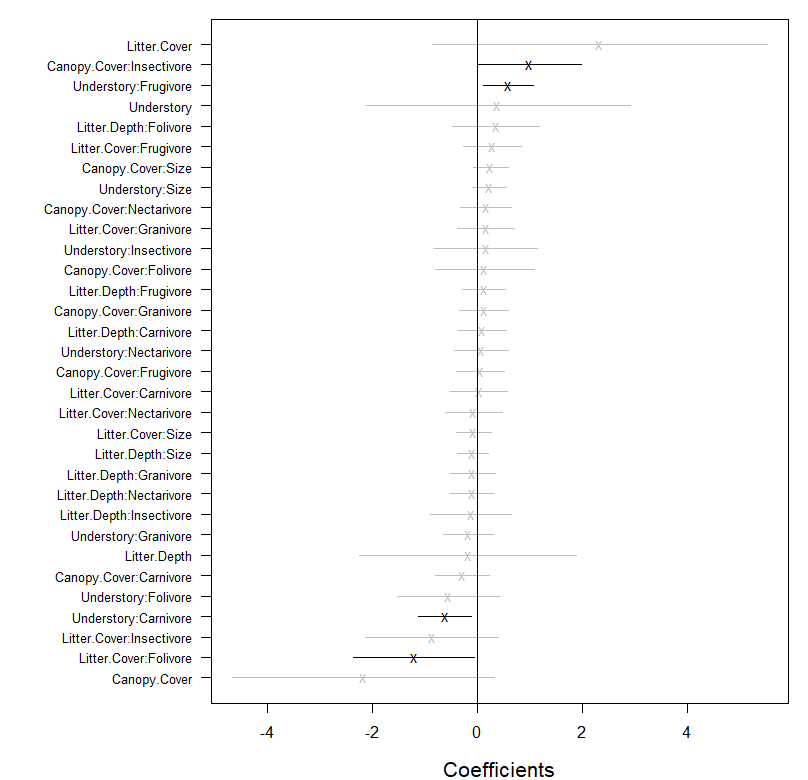 Litter.Cover
Canopy.Cover:Insectivore
Understory:Frugivore
Understory
Litter.Depth:Folivore
Litter.Cover:Frugivore
Canopy.Cover:Size
Understory:Size
Canopy.Cover:Nectarivore
Litter.Cover:Granivore
Understory:Insectivore
Canopy.Cover:Folivore
Litter.Depth:Frugivore
Canopy.Cover:Granivore
Litter.Depth:Carnivore
Understory:Nectarivore
Canopy.Cover:Frugivore
Litter.Cover:Carnivore
Litter.Cover:Nectarivore
Litter.Cover:Size
Litter.Depth:Size
Litter.Depth:Granivore
Litter.Depth:Nectarivore
Litter.Depth:Insectivore
Understory:Granivore
Litter.Depth
Canopy.Cover:Carnivore
Understory:Folivore
Understory:Carnivore
Litter.Cover:Insectivore
Litter.Cover:Folivore
Canopy.Cover
-4 -2 0 2 4
Coefficients